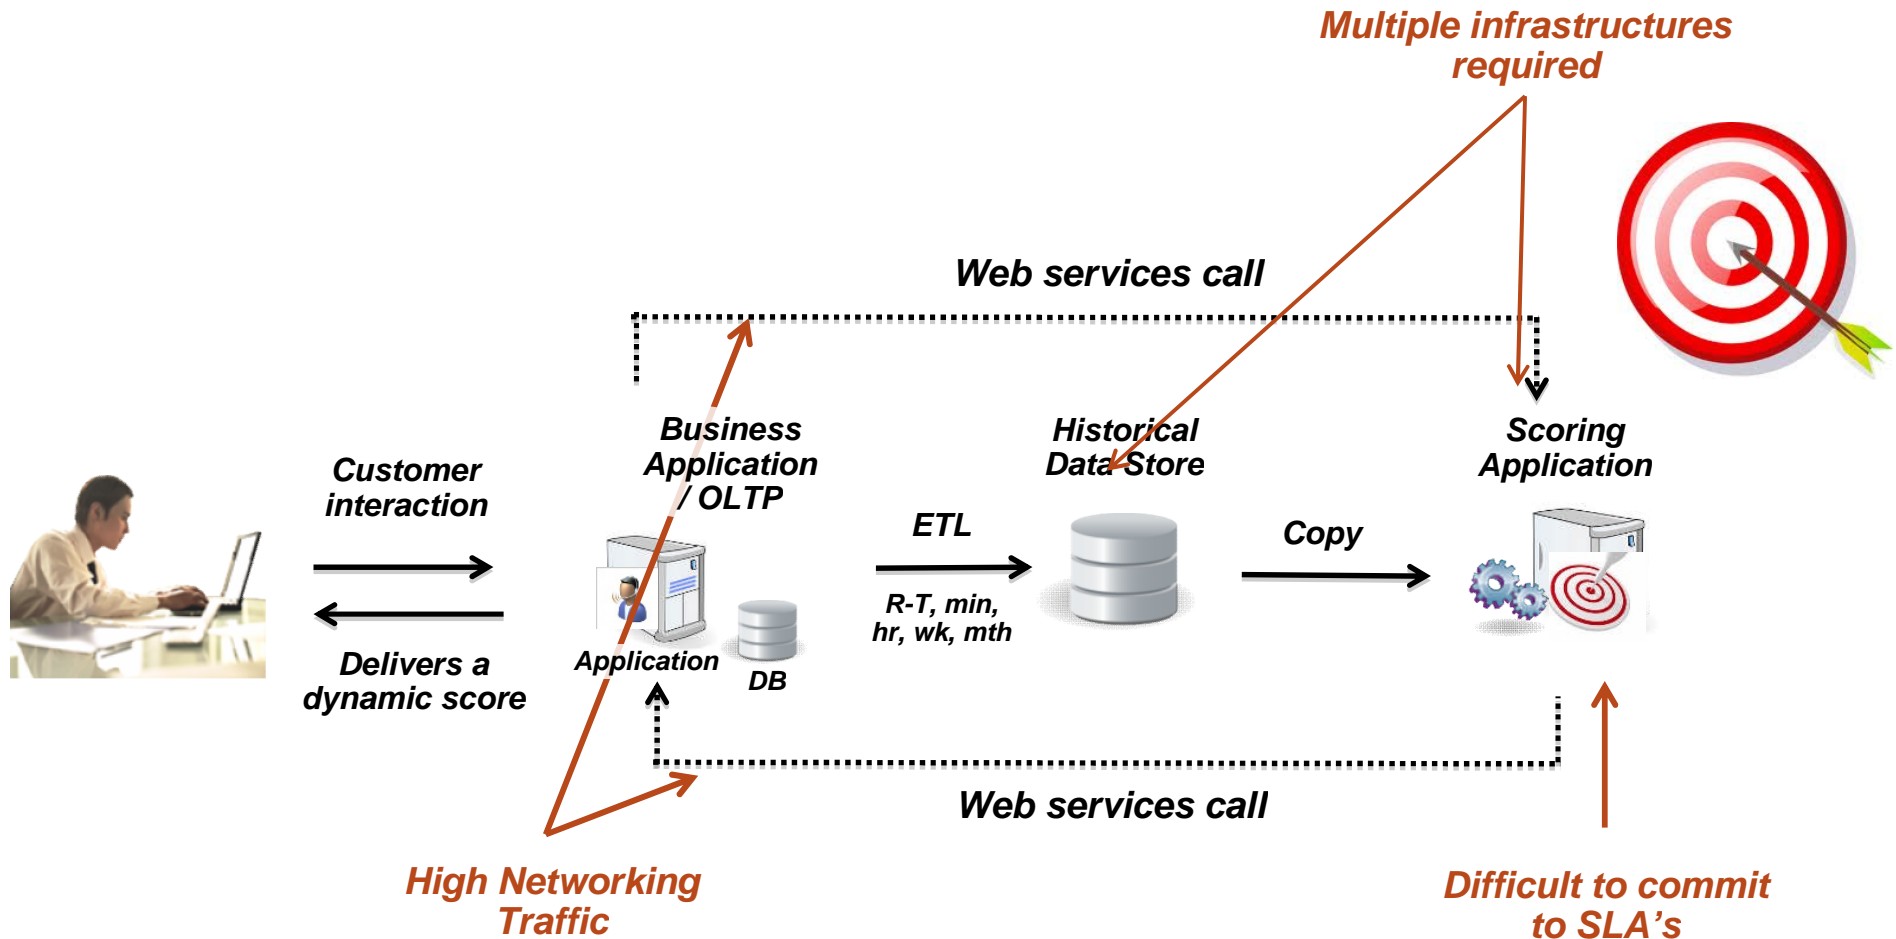 Multiple infrastructures
required
Web services call
Business
Application
/ OLTP
Historical
Data Store
Scoring
Application
Customer
interaction
ETL
Copy
R-T, min,
hr, wk, mth
Delivers a
dynamic score
Application
DB
Web services call
High Networking
Traffic
Difficult to commit
to SLA’s